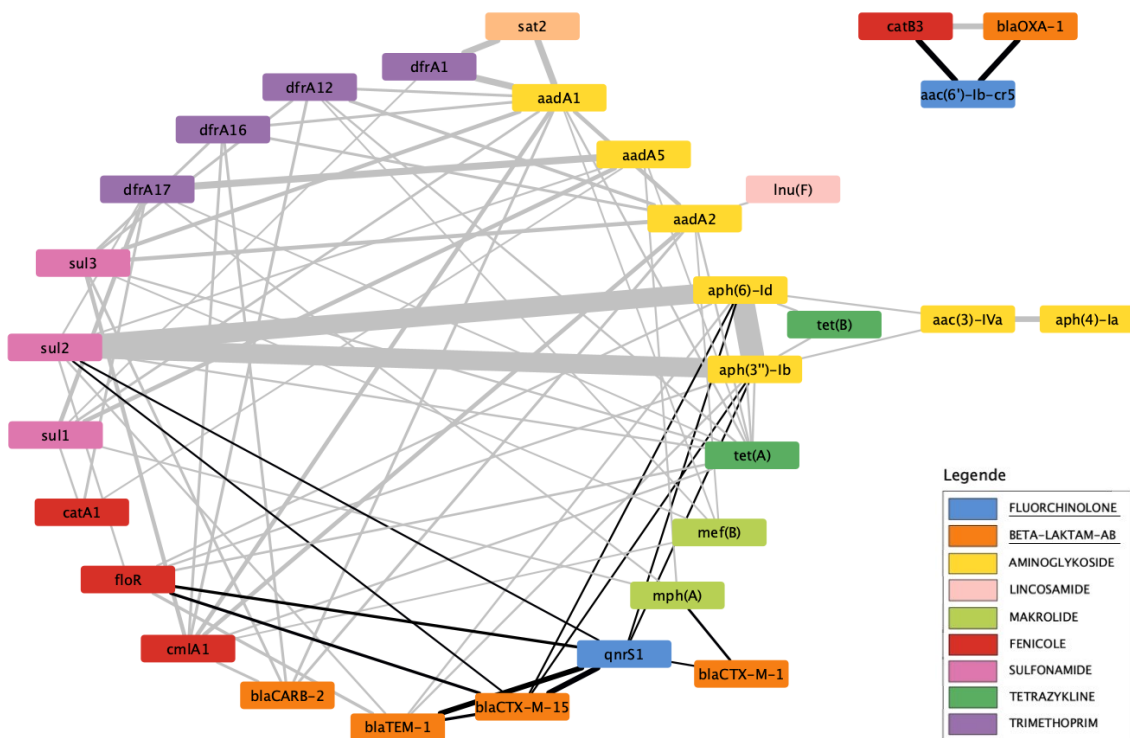 sat2
catB3
blaOXA-1
dfrA1
dfrA12
aadA1
aac(6')-Ib-cr5
dfrA16
aadA5
dfrA17
lnu(F)
aadA2
sul3
aph(6)-Id
tet(B)
aac(3)-IVa
aph(4)-Ia
sul2
aph(3'')-Ib
sul1
tet(A)
catA1
mef(B)
floR
mph(A)
cmlA1
qnrS1
blaCTX-M-1
blaCARB-2
blaCTX-M-15
blaTEM-1
Legende
FLUORCHINOLONE
BETA-LAKTAM-AB
AMINOGLYKOSIDE
LINCOSAMIDE
MAKROLIDE
FENICOLE
SULFONAMIDE
TETRAZYKLINE
TRIMETHOPRIM